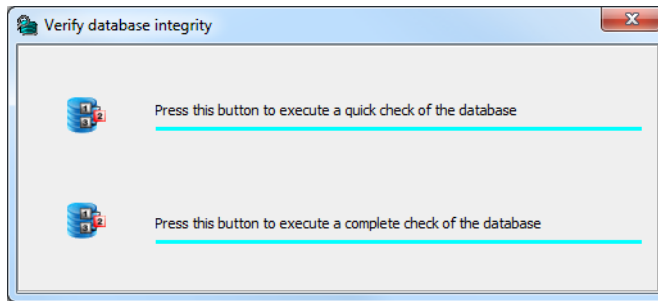 Verify database integrity
Press this button to execute a quick check of the database
Press this button to execute a complete check of the database